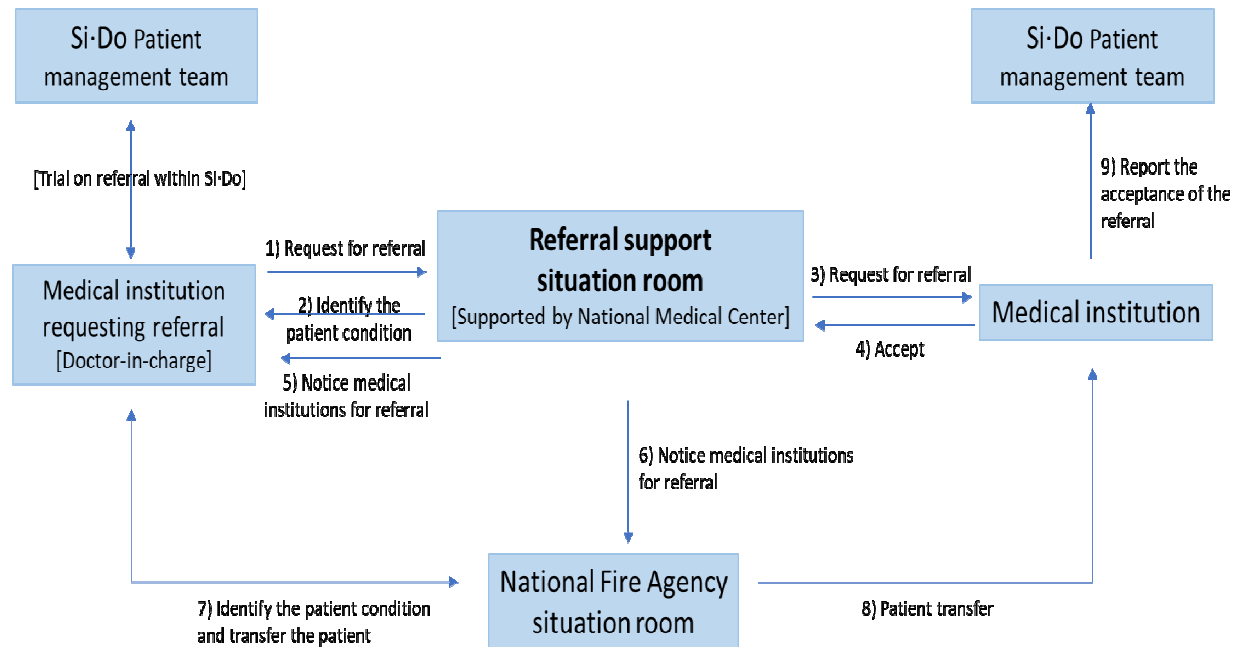 Si·Do Patient
management team
Si·Do Patient
management team
[Trial on referral within Si·Do]
9) Report the
acceptance of the
referral
1) Request for referral
Referral support
situation room
[Supported by National Medical Center]
3) Request for referral
Medical institution
requesting referral
[Doctor-in-charge]
2) Identify the
patient condition
Medical institution
4) Accept
5) Notice medical
institutions for referral
6) Notice medical institutions
for referral
National Fire Agency
situation room
7) Identify the patient condition
and transfer the patient
8) Patient transfer